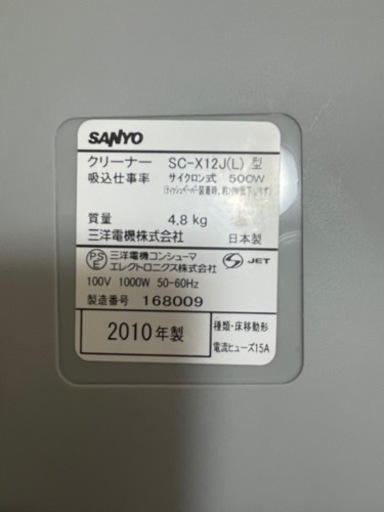 SANYO
クリーナー SC-X12J(L) 型
吸込仕事率 サイクロン式 500W
質量 4.8 kg
三洋電機株式会社 日本製
PSE 三洋電機コンシューマ エレクトロニクス株式会社 S JET
100V 1000W 50-60Hz
製造番号 168009
2010年製
種類・床移動形
電流ヒューズ15A